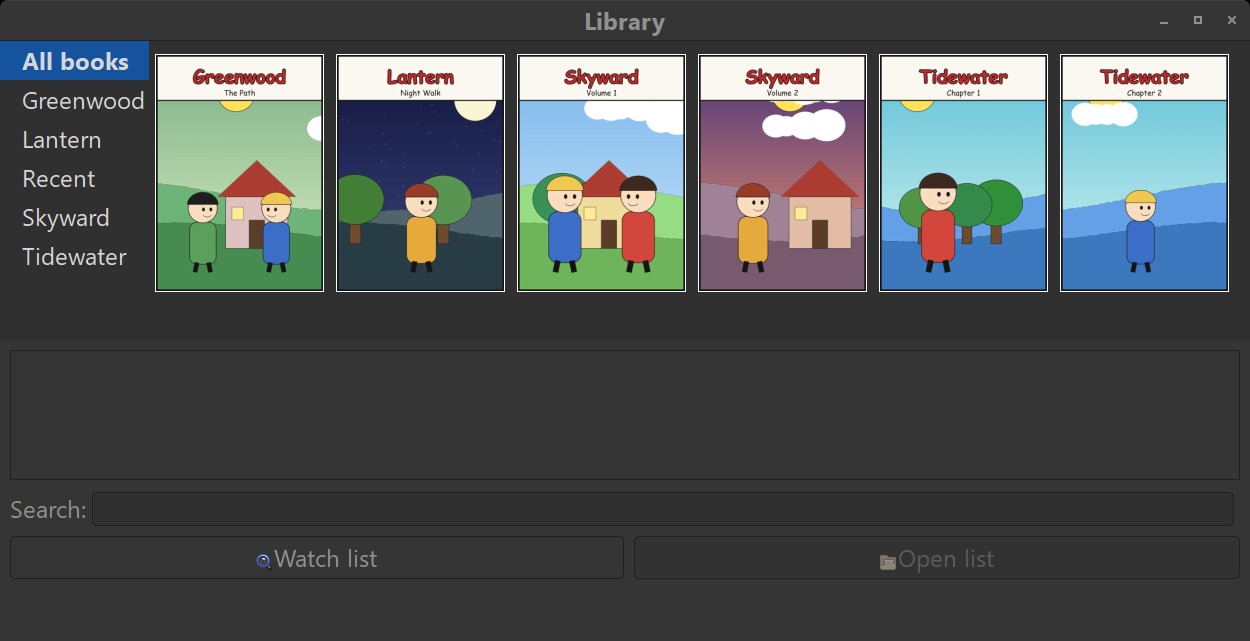 Library
All books
Greenwood
Lantern
Recent
Skyward
Tidewater
Greenwood
The Path
Lantern
Night Walk
Skyward
Volume 1
Skyward
Volume 2
Tidewater
Chapter 1
Tidewater
Chapter 2
Search:
Watch list
Open list